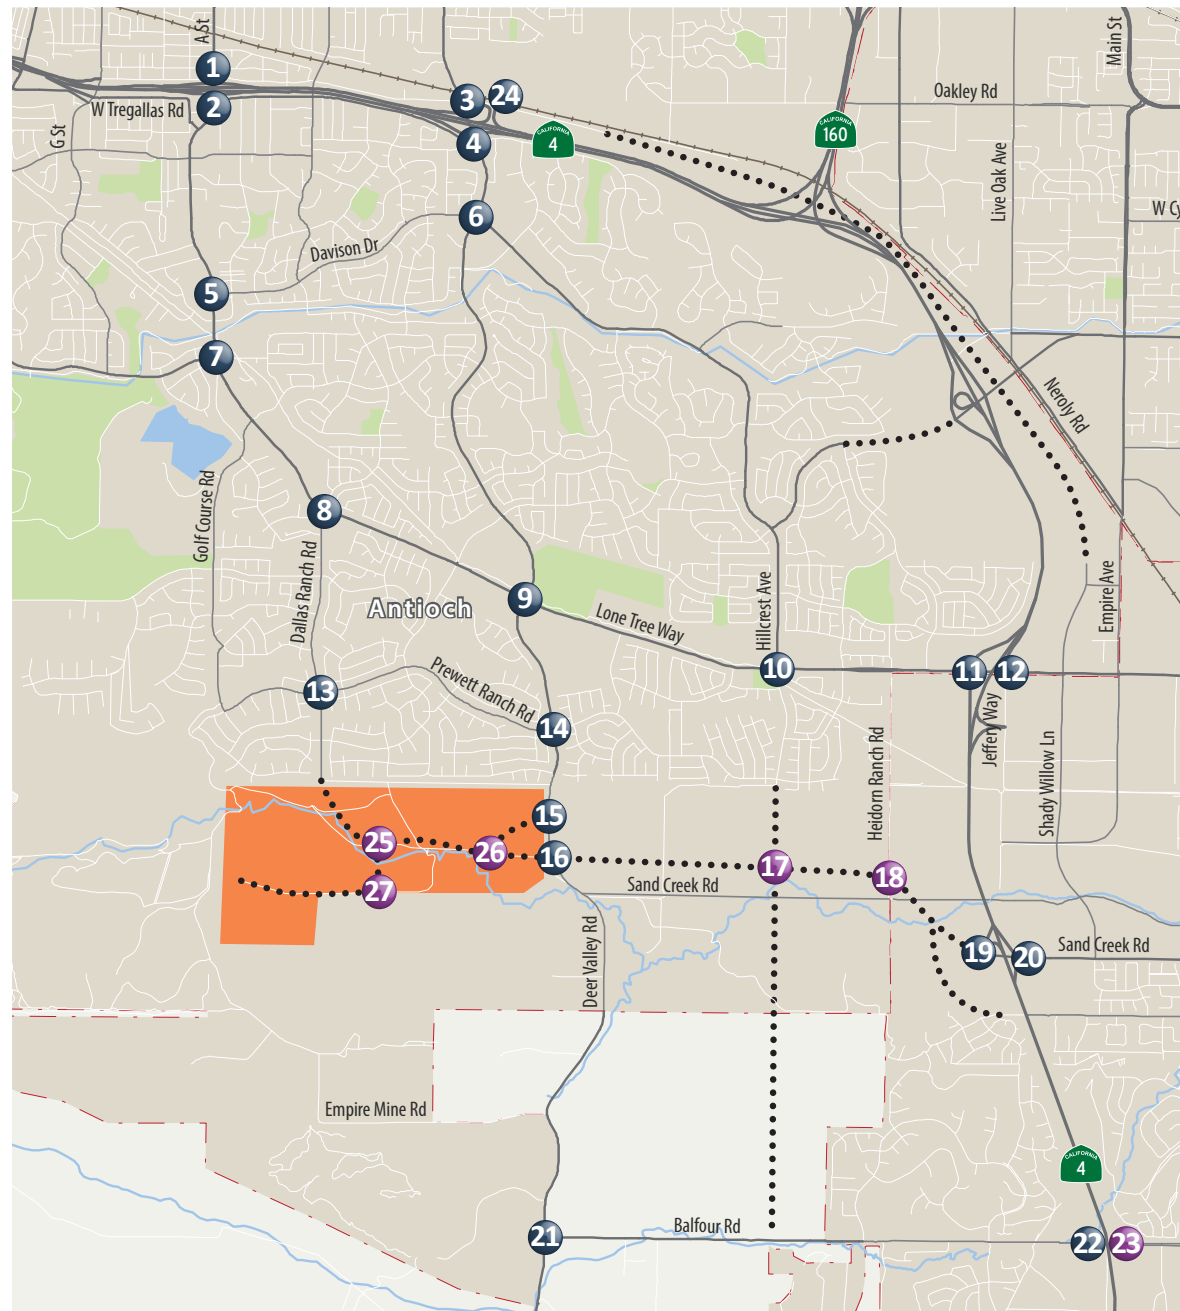 A St
Main St
1
Oakley Rd
3
24
2
W Tregallas Rd
CALIFORNIA
160
G St
CALIFORNIA
4
4
Live Oak Ave
W Cy
6
Davison Dr
5
7
Neroly Rd
Golf Course Rd
8
Dallas Ranch Rd
Antioch
9
Lone Tree Way
Hillcrest Ave
Empire Ave
10
11
12
Prewett Ranch Rd
13
14
Jeffery Way
Heidorn Ranch Rd
Shady Willow Ln
15
25
26
16
17
18
27
Sand Creek Rd
Deer Valley Rd
19
20
Sand Creek Rd
Empire Mine Rd
CALIFORNIA
4
21
Balfour Rd
22
23